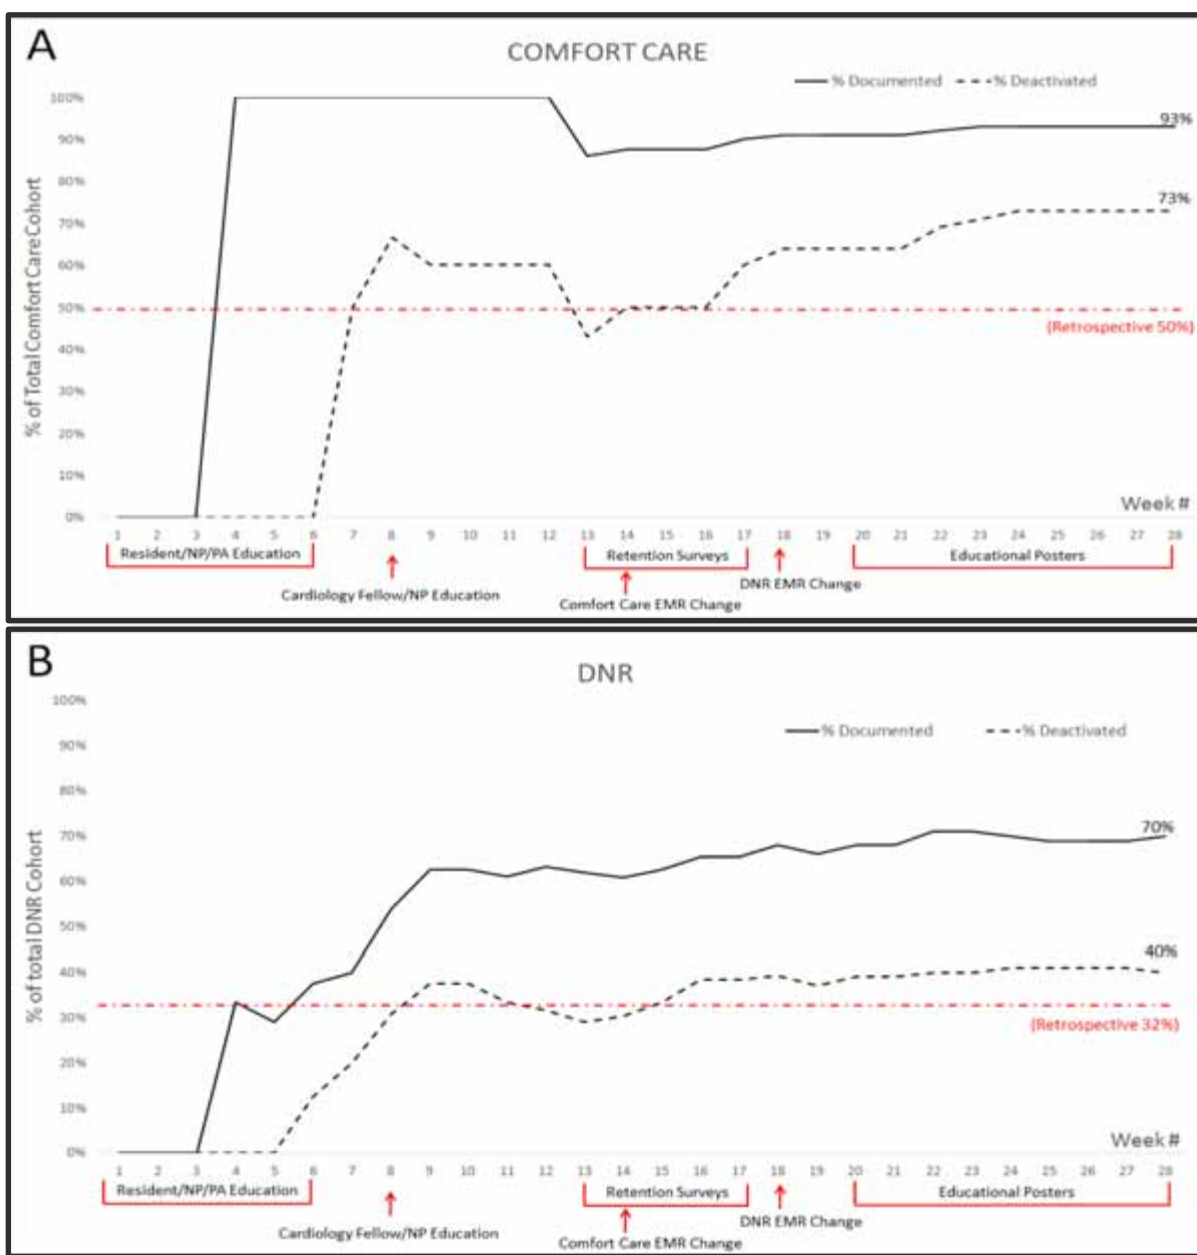 A
COMFORT CARE
% Documented % Deactivated
100%
90%
80%
70%
60%
50%
40%
30%
20%
10%
0%
% of Total Comfort Care Cohort
93%
73%
(Retrospective 50%)
Week #
1 2 3 4 5 6 7 8 9 10 11 12 13 14 15 16 17 18 19 20 21 22 23 24 25 26 27 28
Resident/NP/PA Education
Retention Surveys
Educational Posters
Cardiology Fellow/NP Education
DNR EMR Change
Comfort Care EMR Change
B
DNR
% Documented % Deactivated
100%
90%
80%
70%
60%
50%
40%
30%
20%
10%
0%
% of total DNR Cohort
70%
40%
(Retrospective 32%)
Week #
1 2 3 4 5 6 7 8 9 10 11 12 13 14 15 16 17 18 19 20 21 22 23 24 25 26 27 28
Resident/NP/PA Education
Retention Surveys
Educational Posters
Cardiology Fellow/NP Education
DNR EMR Change
Comfort Care EMR Change